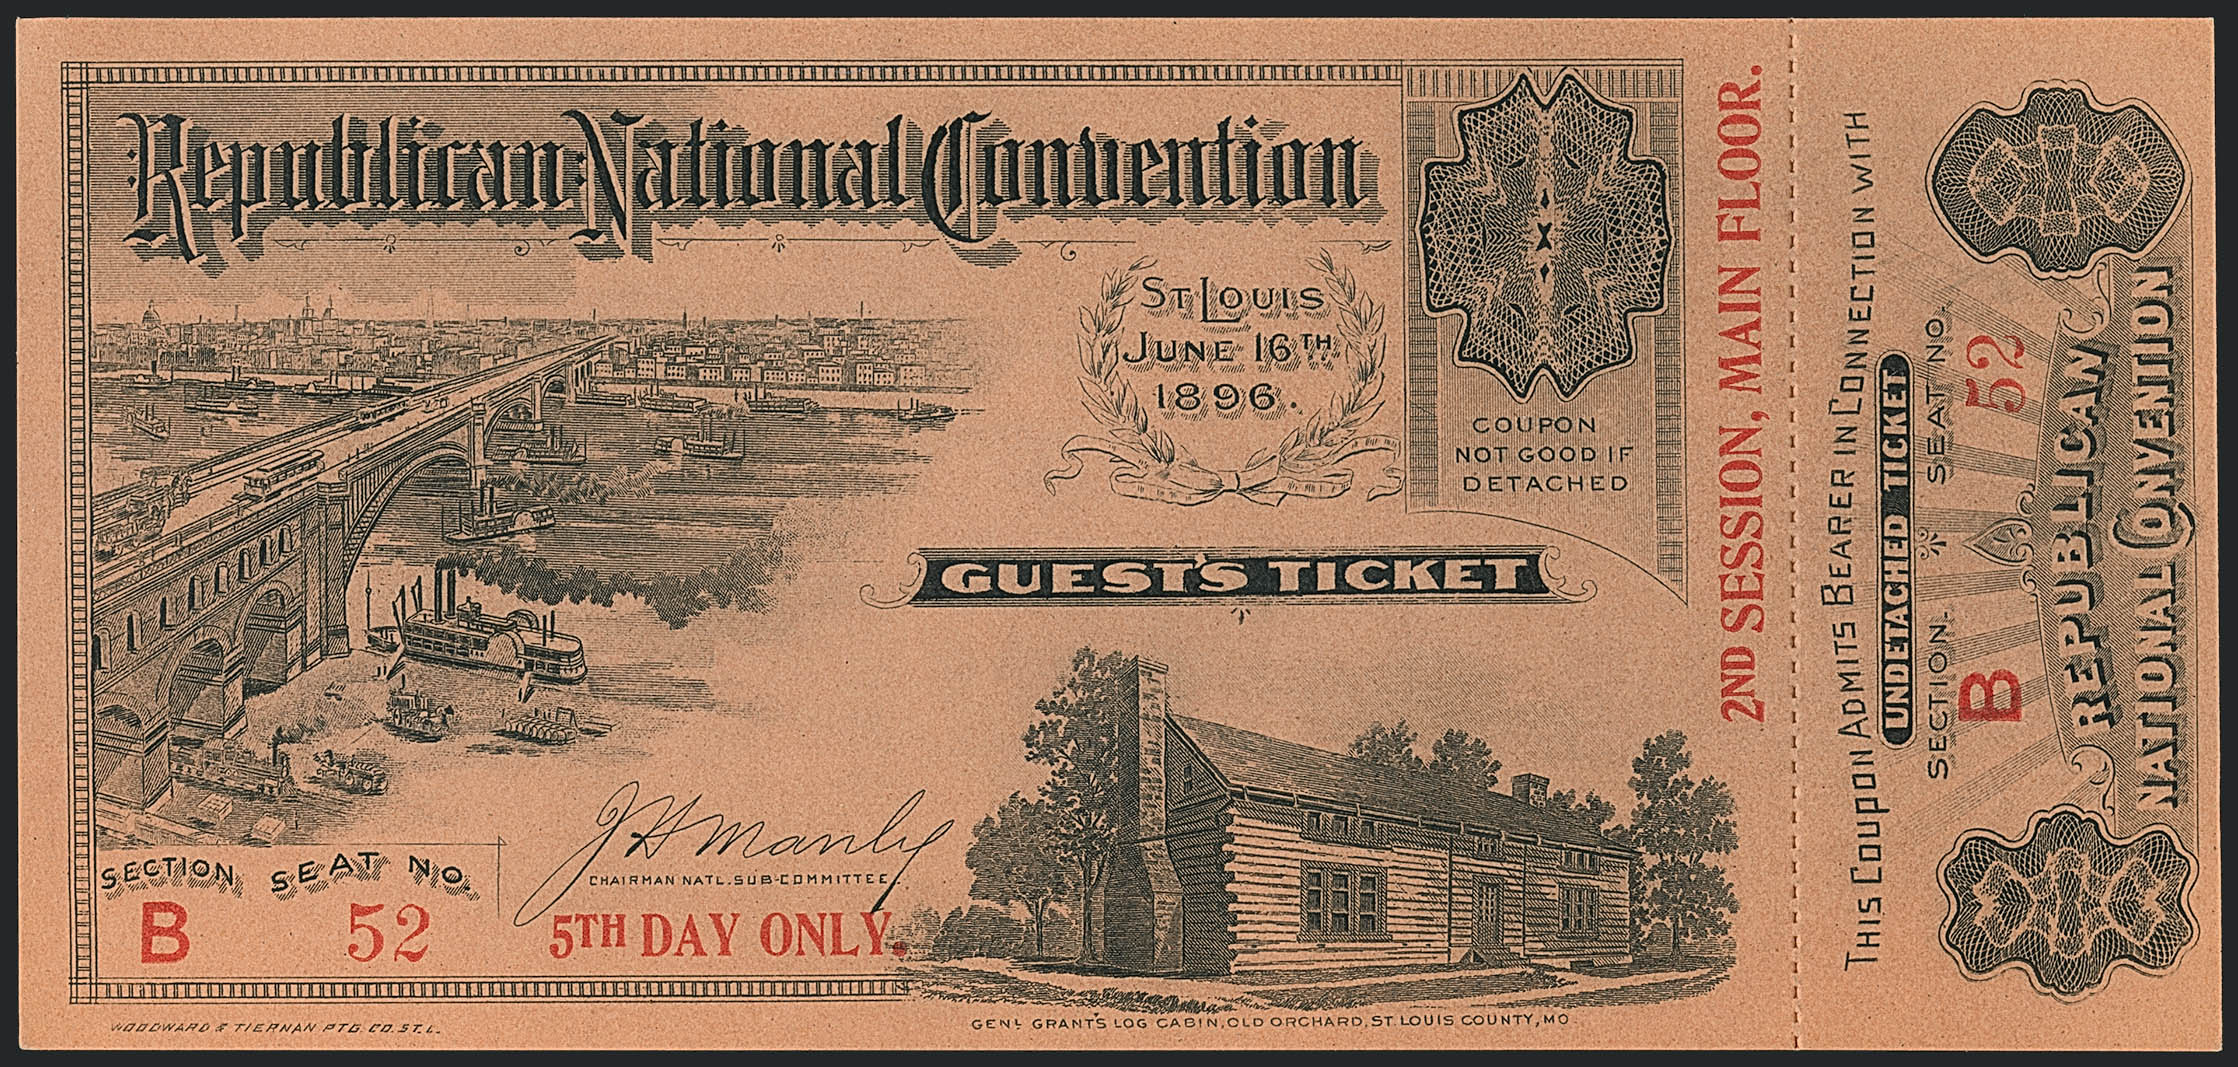 Republican National Convention
St. Louis
June 16th
1896.
COUPON
NOT GOOD IF
DETACHED
GUEST'S TICKET
J H Manley
CHAIRMAN NATL. SUB-COMMITTEE.
SECTION SEAT NO.
B 52
5TH DAY ONLY.
WOODWARD & TIERNAN PTG. CO. ST. L.
GENL GRANT'S LOG CABIN, OLD ORCHARD, ST. LOUIS COUNTY, MO
2ND SESSION, MAIN FLOOR.
THIS COUPON ADMITS BEARER IN CONNECTION WITH
UNDETACHED TICKET
SECTION. SEAT NO.
B 52
REPUBLICAN
NATIONAL CONVENTION